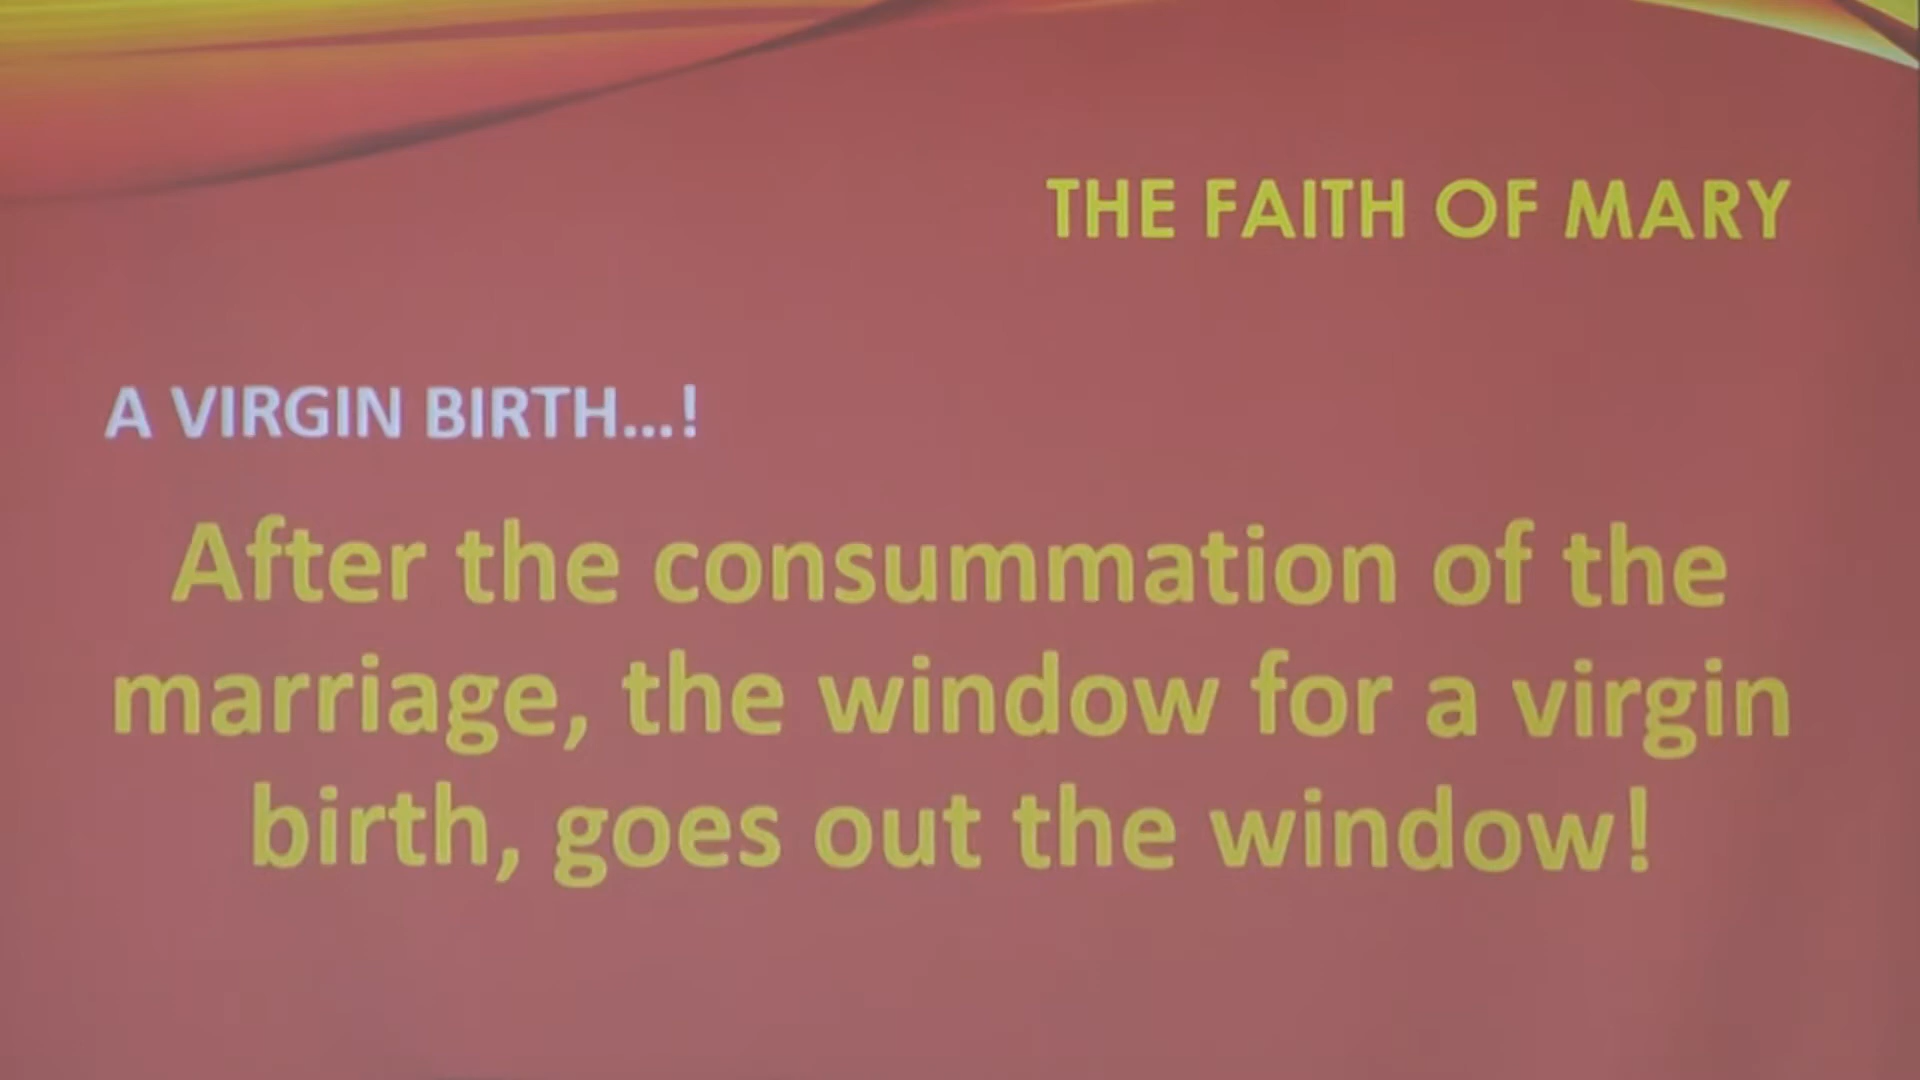 THE FAITH OF MARY
A VIRGIN BIRTH...!
After the consummation of the
marriage, the window for a virgin
birth, goes out the window!